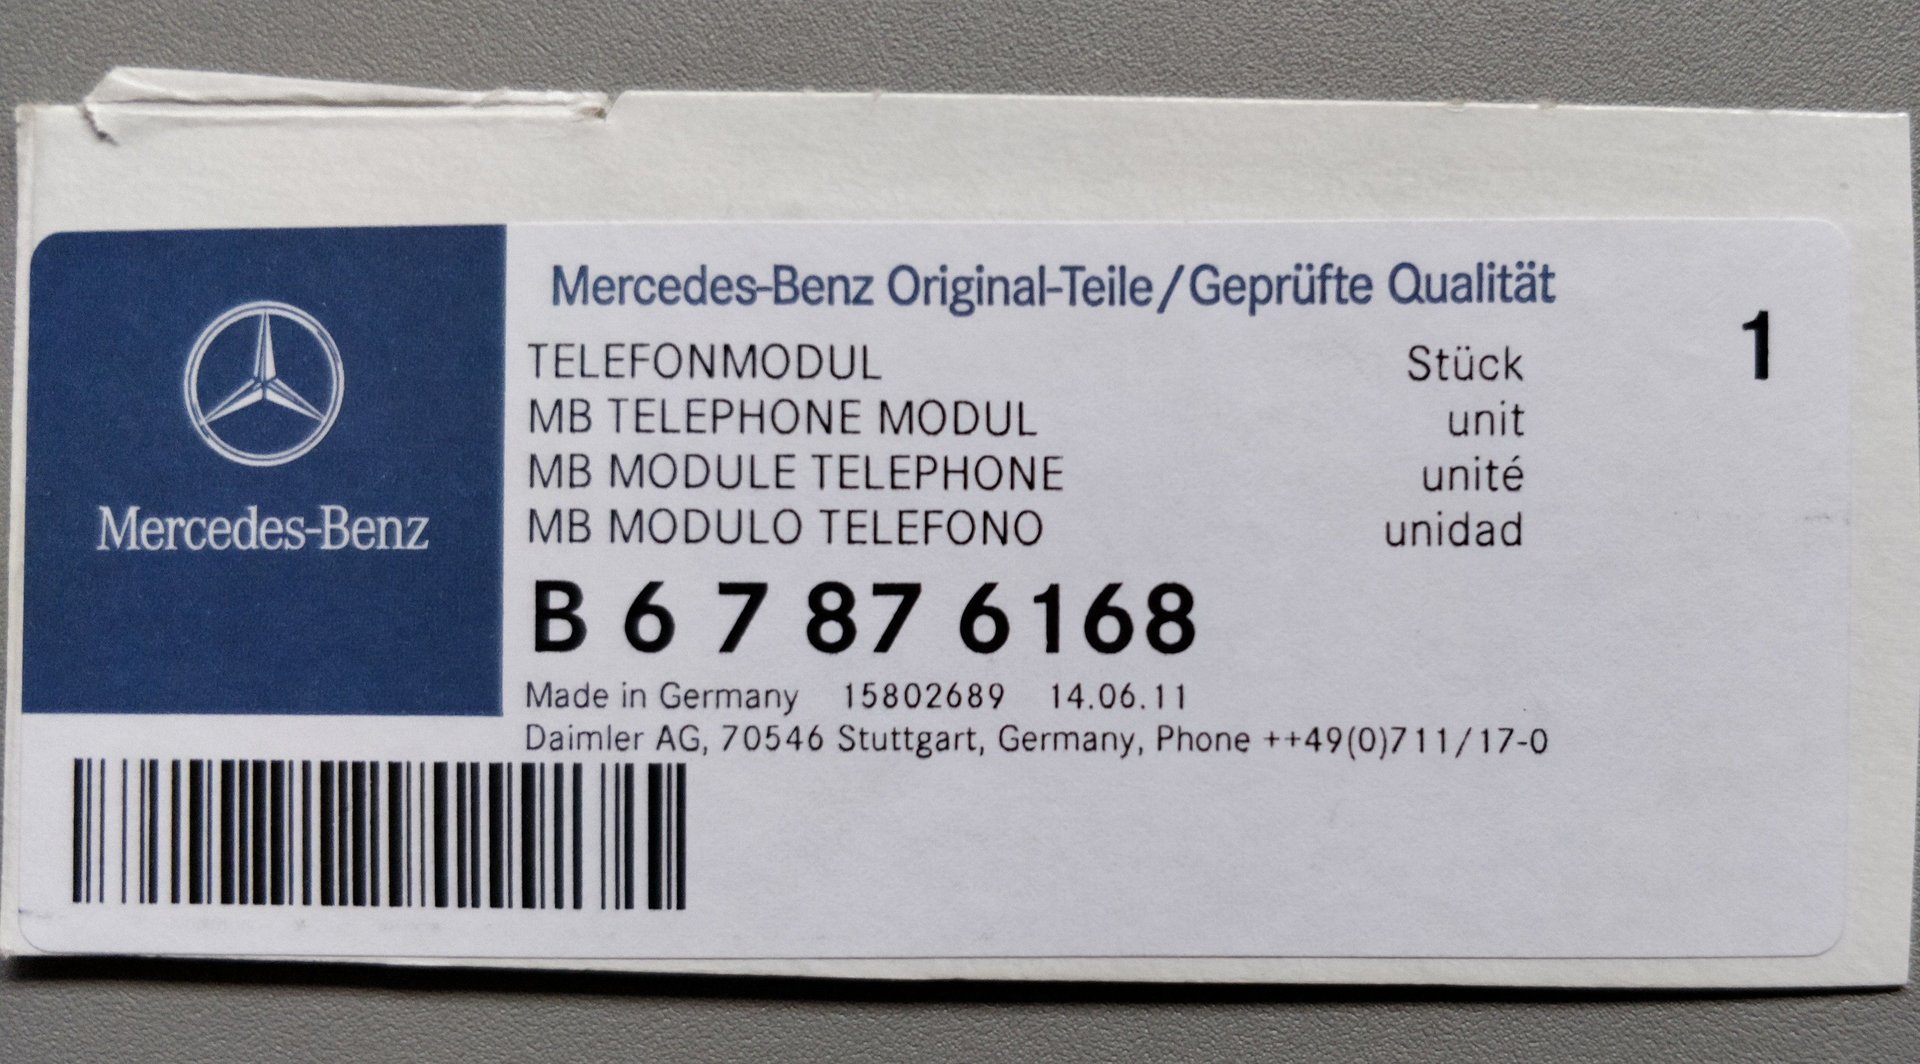 Mercedes-Benz
Mercedes-Benz Original-Teile/Geprüfte Qualität
TELEFONMODUL Stück 1
MB TELEPHONE MODUL unit
MB MODULE TELEPHONE unité
MB MODULO TELEFONO unidad
B 6 7 87 6168
Made in Germany 15802689 14.06.11
Daimler AG, 70546 Stuttgart, Germany, Phone ++49(0)711/17-0